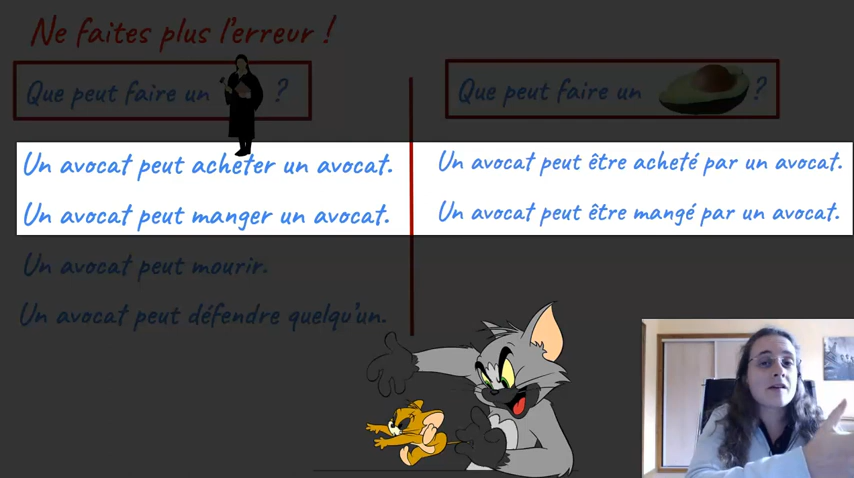 Ne faites plus l'erreur !
Que peut faire un ?
Un avocat peut acheter un avocat.
Un avocat peut manger un avocat.
Un avocat peut mourir.
Un avocat peut défendre quelqu'un.
Que peut faire un ?
Un avocat peut être acheté par un avocat.
Un avocat peut être mangé par un avocat.